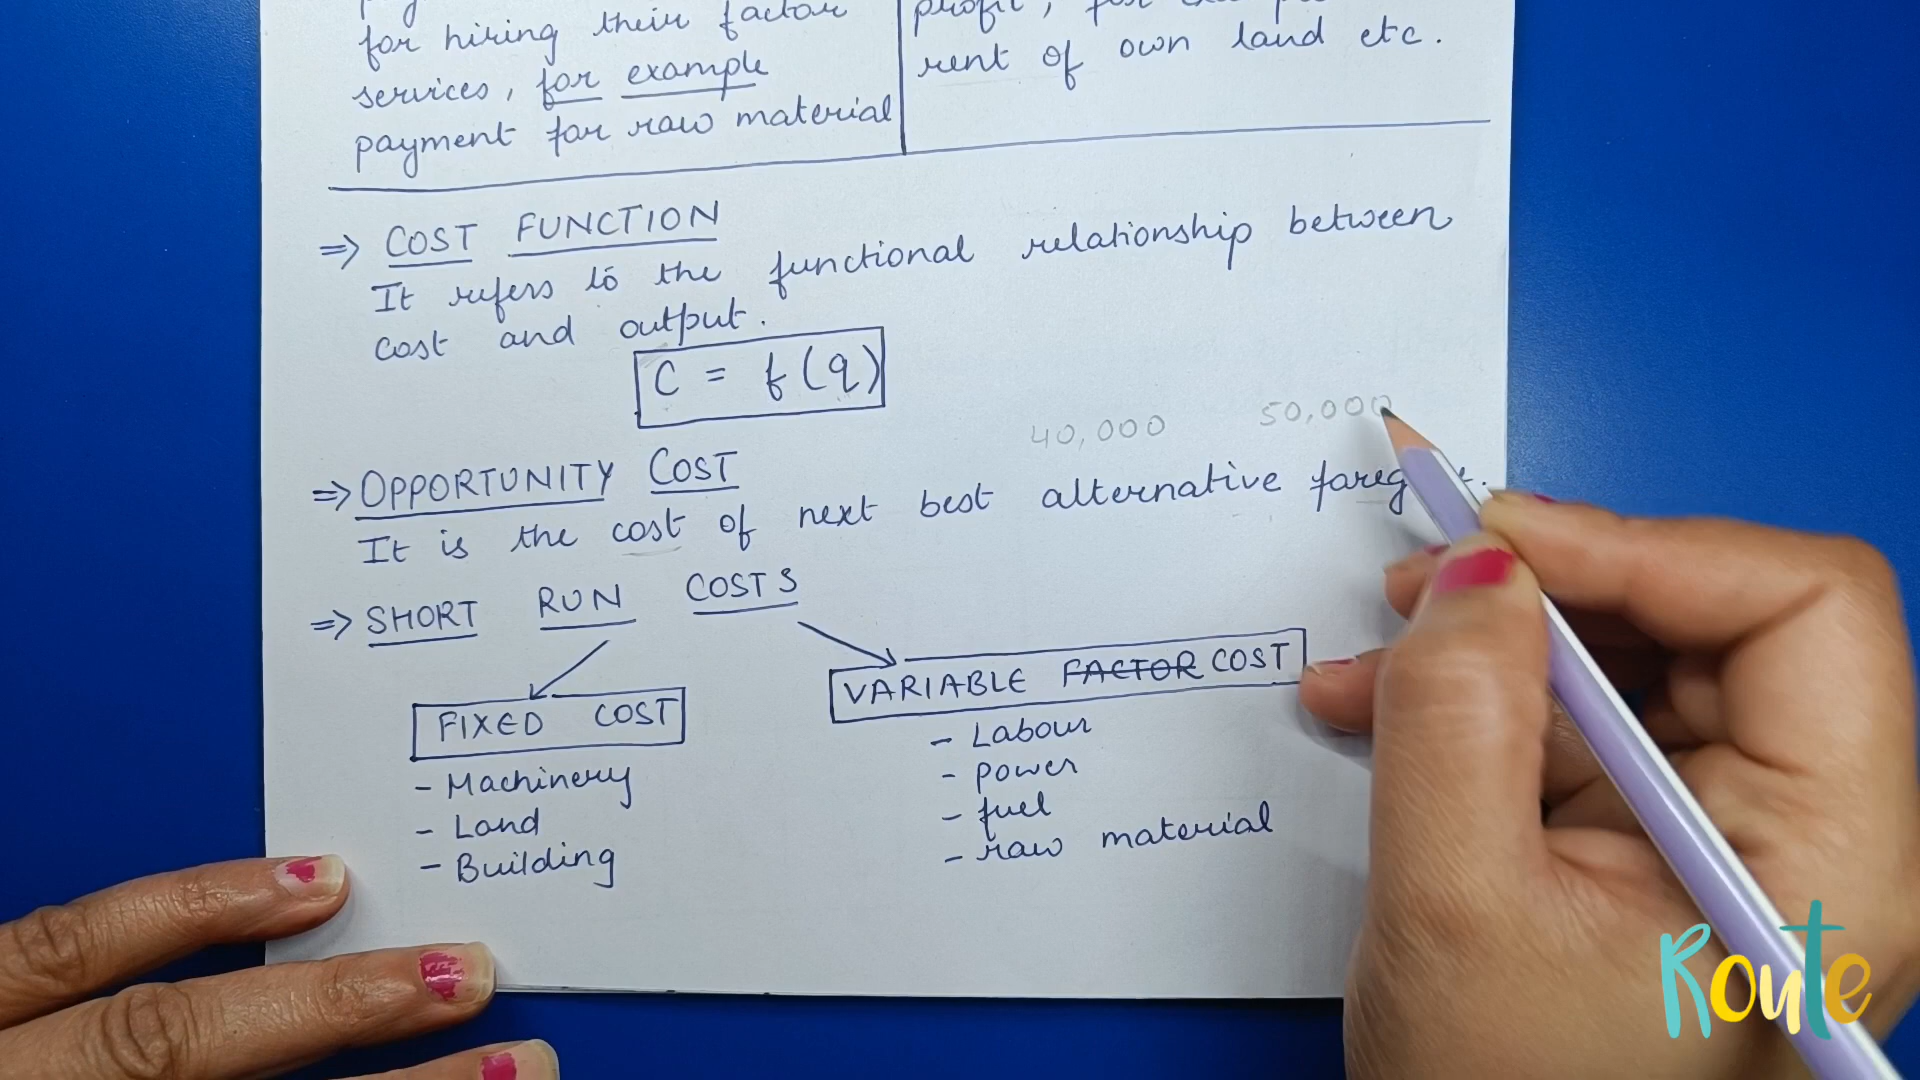 for hiring their factor
services, for example
payment for raw material
rent of own land etc.
⇒ COST FUNCTION
It refers to the functional relationship between
cost and output.
C = f(q)
40,000 50,000
⇒ OPPORTUNITY COST
It is the cost of next best alternative
⇒ SHORT RUN COSTS
FIXED COST
- Machinery
- Land
- Building
VARIABLE FACTOR COST
- Labour
- power
- fuel
- raw material
Route